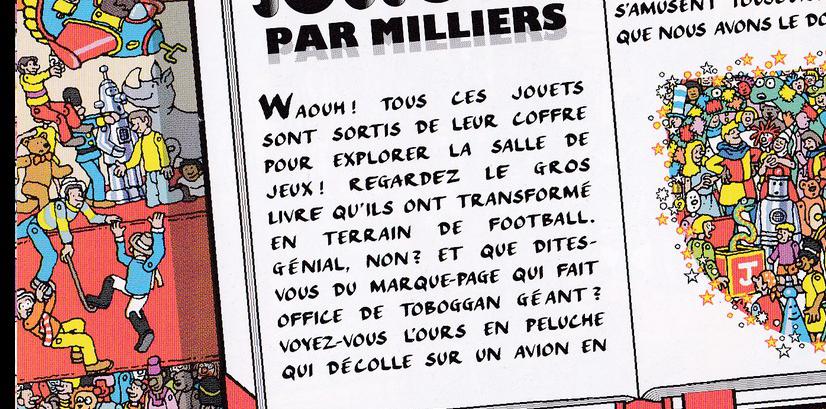 PAR MILLIERS
WAOUH! TOUS CES JOUETS
SONT SORTIS DE LEUR COFFRE
POUR EXPLORER LA SALLE DE
JEUX! REGARDEZ LE GROS
LIVRE QU'ILS ONT TRANSFORMÉ
EN TERRAIN DE FOOTBALL.
GÉNIAL, NON? ET QUE DITES-
VOUS DU MARQUE-PAGE QUI FAIT
OFFICE DE TOBOGGAN GÉANT?
VOYEZ-VOUS L'OURS EN PELUCHE
QUI DÉCOLLE SUR UN AVION EN
S'AMUSENT
QUE NOUS AVONS LE
J